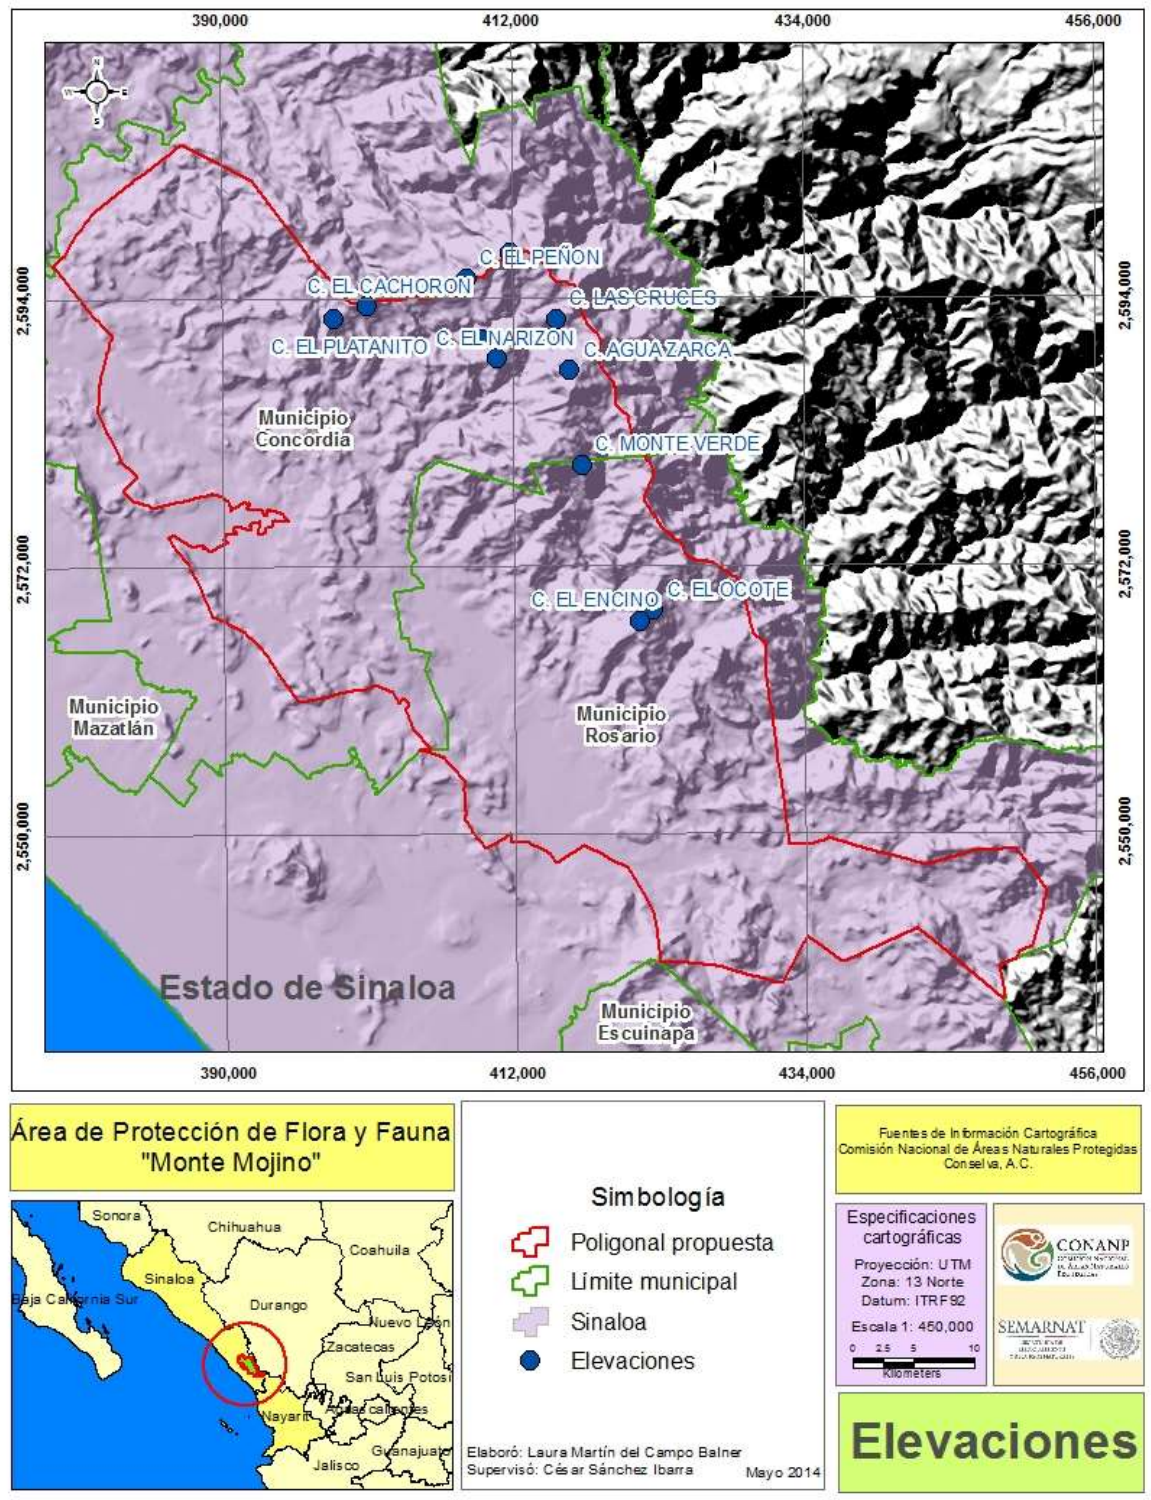 390,000 412,000 434,000 456,000
N
W E
S
2,594,000
2,594,000
C. EL PEÑON
C. EL CACHORON
C. LAS CRUCES
C. EL PLATANITO
C. EL NARIZON
C. AGUA ZARCA
Municipio
Concordia
C. MONTE VERDE
2,572,000
2,572,000
C. EL ENCINO
C. EL OCOTE
Municipio
Mazatlán
Municipio
Rosario
2,550,000
2,550,000
Estado de Sinaloa
Municipio
Escuinapa
390,000 412,000 434,000 456,000
Área de Protección de Flora y Fauna
"Monte Mojino"
Sonora
Chihuahua
Coahuila
Sinaloa
Baja California Sur
Durango
Nuevo León
Zacatecas
San Luis Potosí
Nayarit
Aguascalientes
Guanajuato
Jalisco
Simbología
Poligonal propuesta
Límite municipal
Sinaloa
Elevaciones
Elaboró: Laura Martín del Campo Balner
Supervisó: César Sánchez Ibarra
Mayo 2014
Fuentes de Información Cartográfica
Comisión Nacional de Áreas Naturales Protegidas
Conselva, A.C.
Especificaciones
cartográficas
Proyección: UTM
Zona: 13 Norte
Datum: ITRF92
Escala 1: 450,000
0 2.5 5 10
Kilometers
CONANP
COMISIÓN NACIONAL
DE ÁREAS NATURALES
PROTEGIDAS
SEMARNAT
Elevaciones